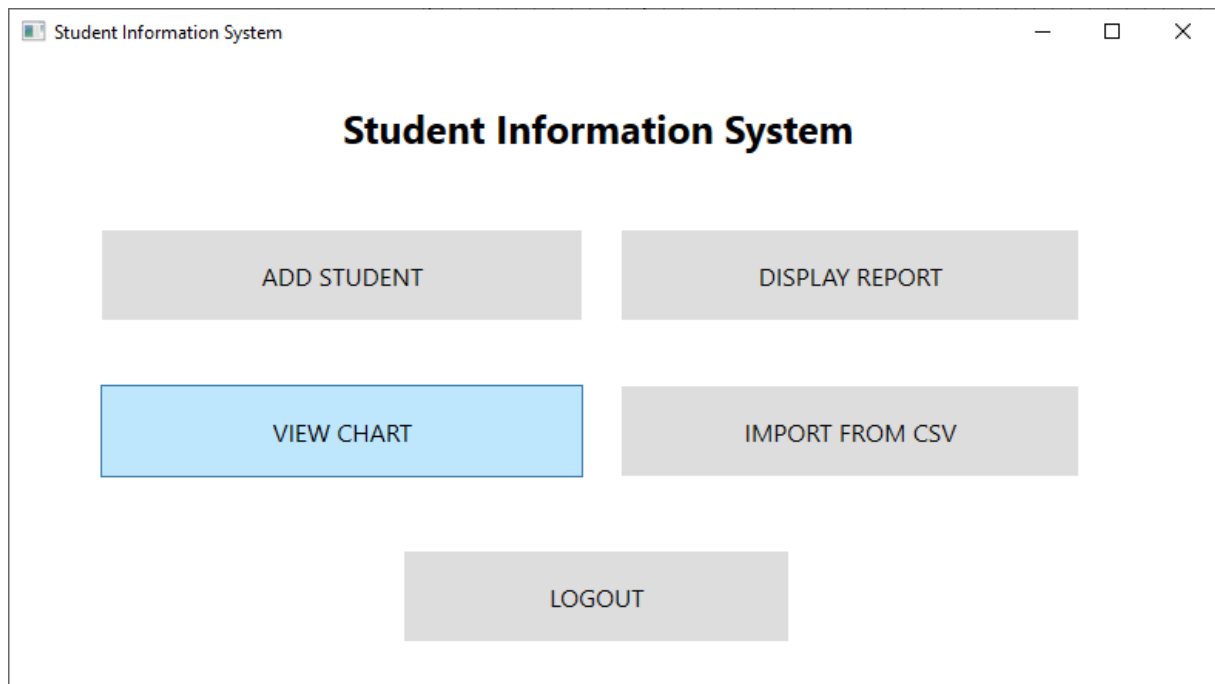 Student Information System
Student Information System
ADD STUDENT
DISPLAY REPORT
VIEW CHART
IMPORT FROM CSV
LOGOUT